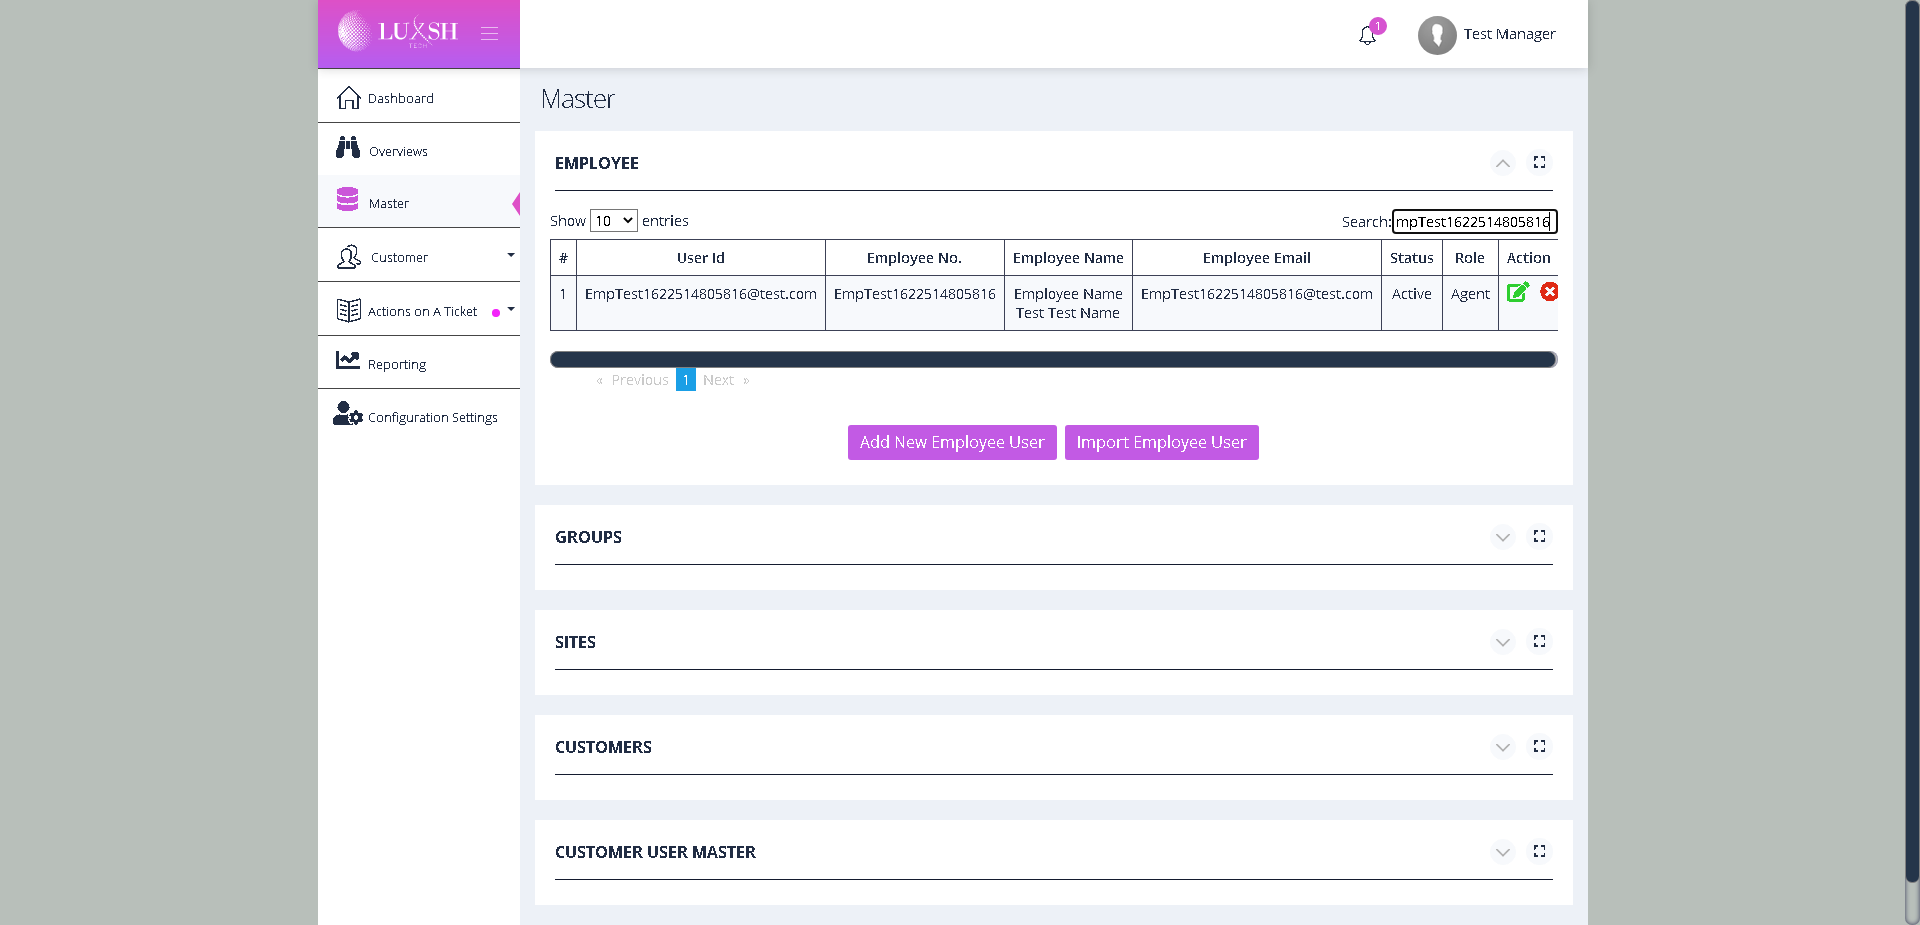 LUXSH
TECH
1
Test Manager
Dashboard
Overviews
Master
Customer
Actions on A Ticket
Reporting
Configuration Settings
Master
EMPLOYEE
Show 10 entries
Search: mpTest1622514805816
# User Id Employee No. Employee Name Employee Email Status Role Action
1 EmpTest1622514805816@test.com EmpTest1622514805816 Employee Name EmpTest1622514805816@test.com Active Agent
Test Test Name
« Previous 1 Next »
Add New Employee User Import Employee User
GROUPS
SITES
CUSTOMERS
CUSTOMER USER MASTER